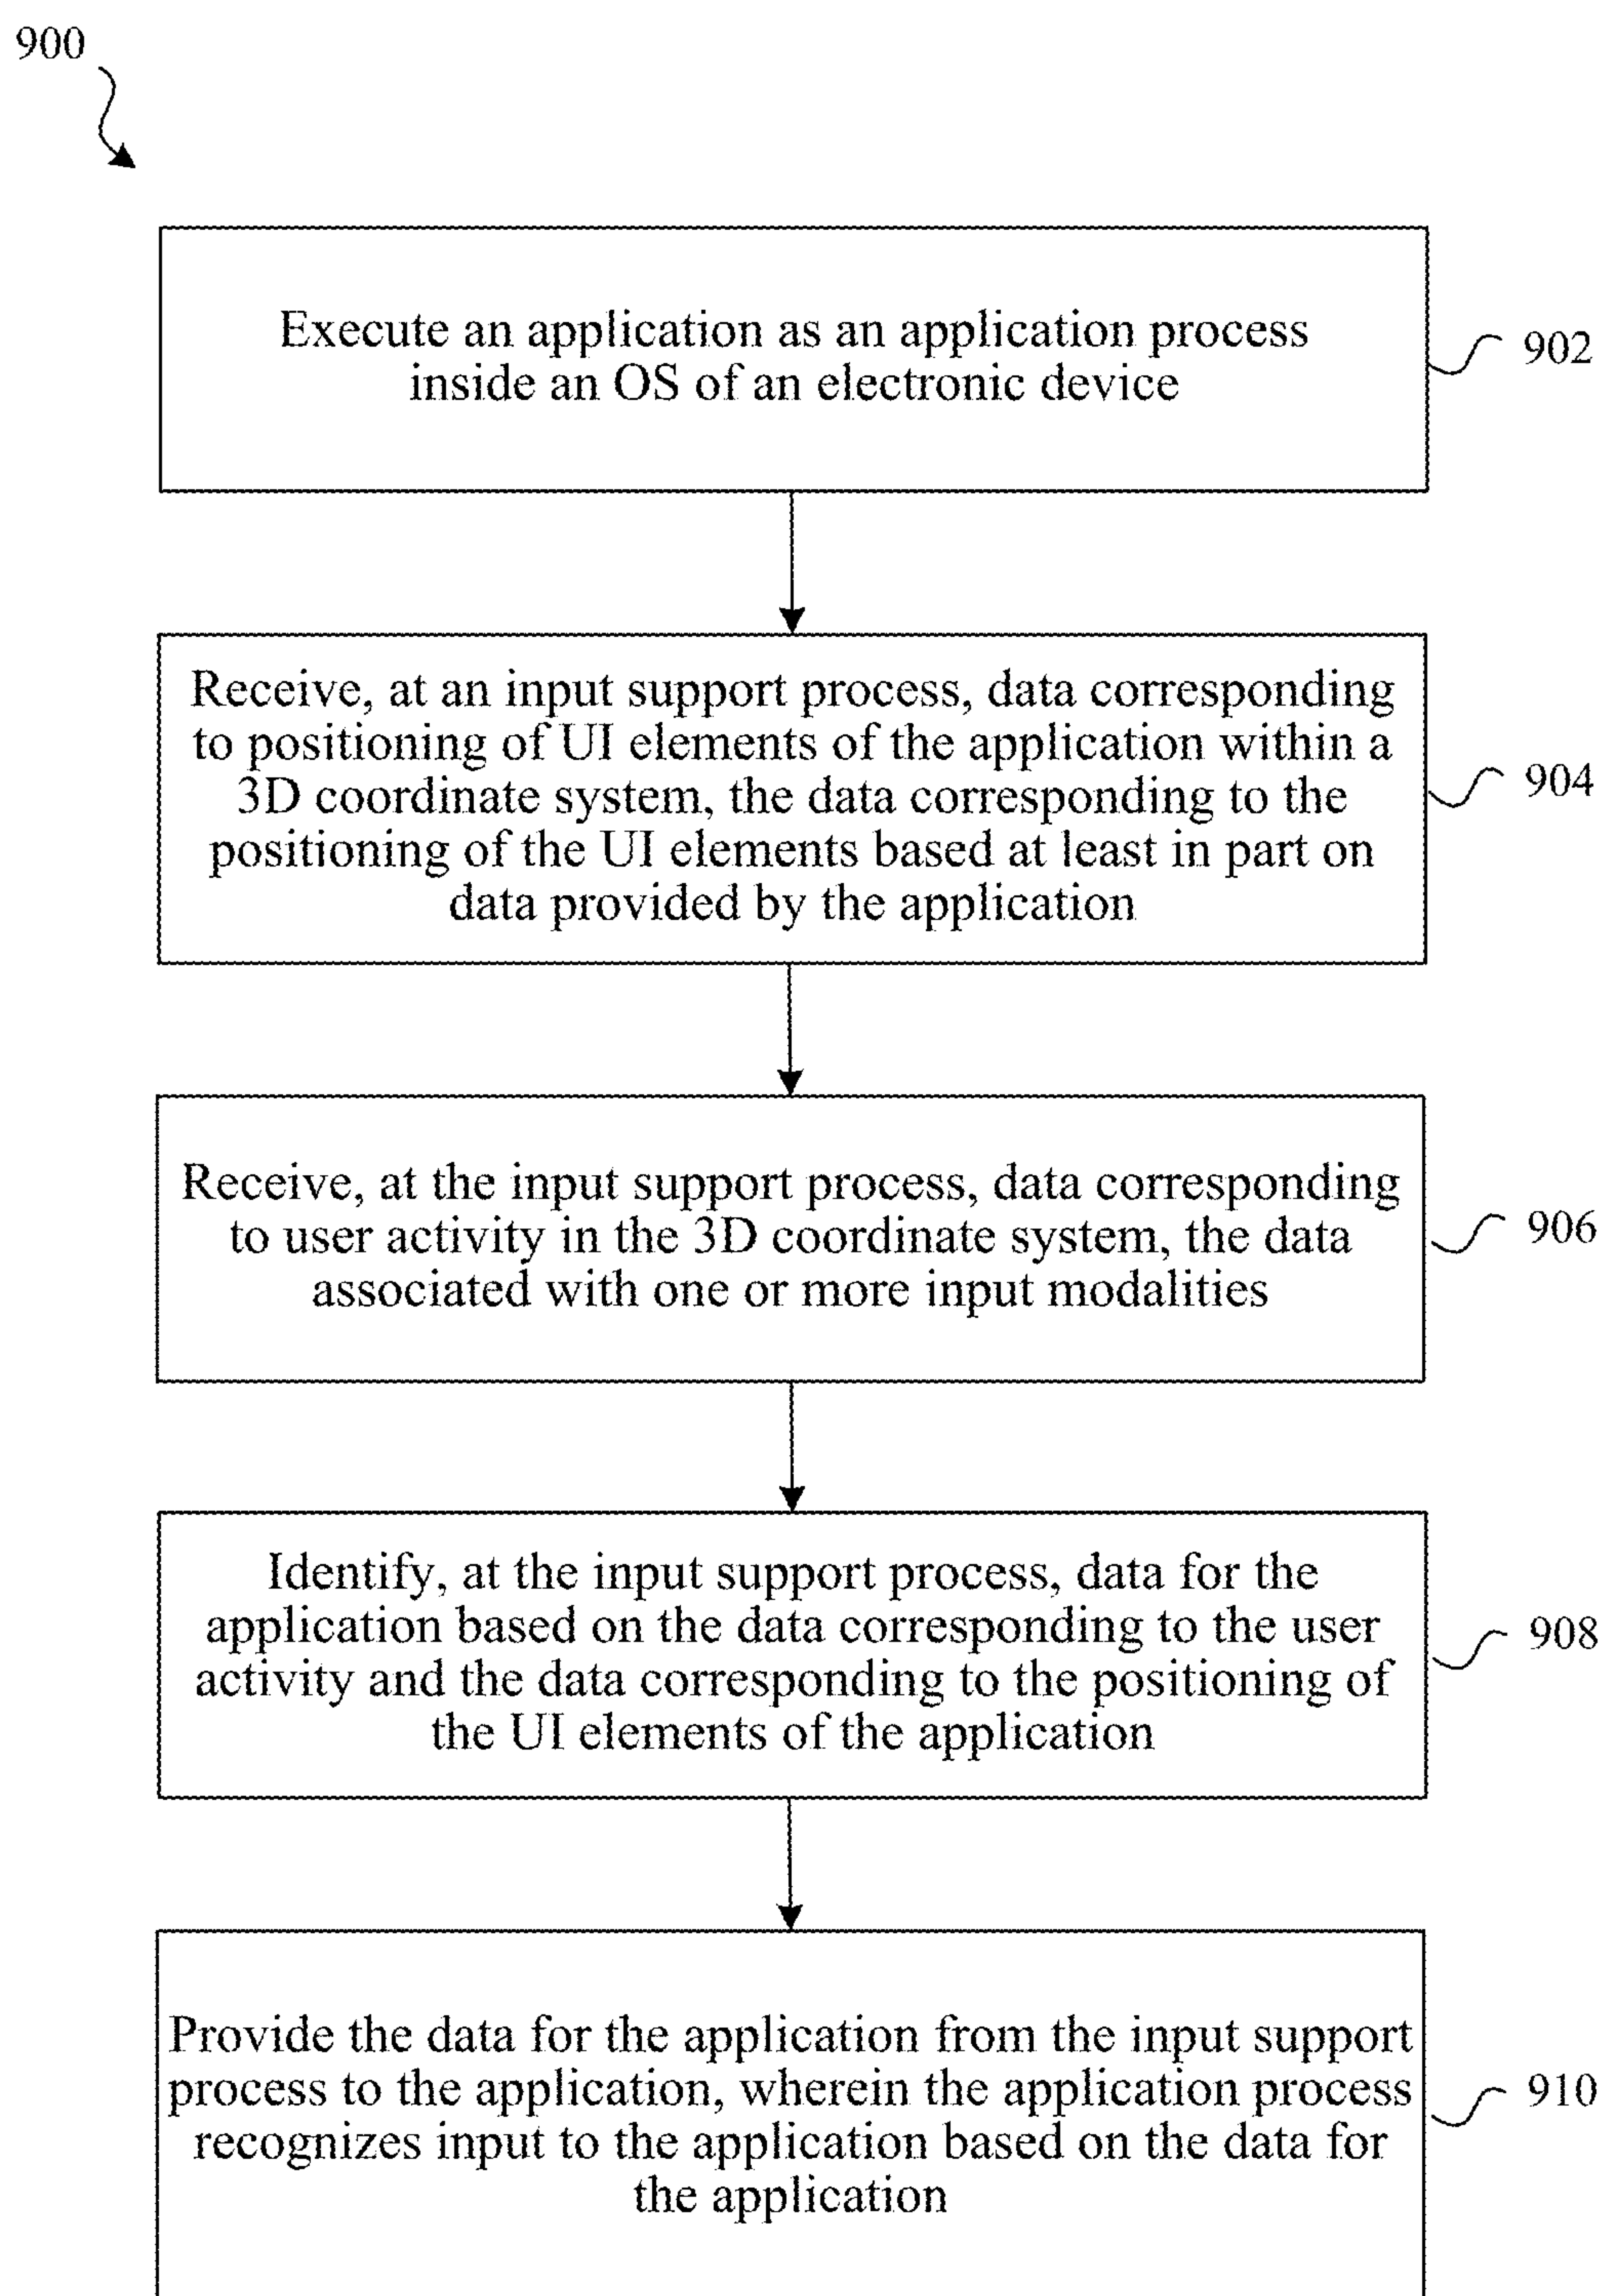 900
Execute an application as an application process
inside an OS of an electronic device
902
Receive, at an input support process, data corresponding
to positioning of UI elements of the application within a
3D coordinate system, the data corresponding to the
positioning of the UI elements based at least in part on
data provided by the application
904
Receive, at the input support process, data corresponding
to user activity in the 3D coordinate system, the data
associated with one or more input modalities
906
Identify, at the input support process, data for the
application based on the data corresponding to the user
activity and the data corresponding to the positioning of
the UI elements of the application
908
Provide the data for the application from the input support
process to the application, wherein the application process
recognizes input to the application based on the data for
the application
910